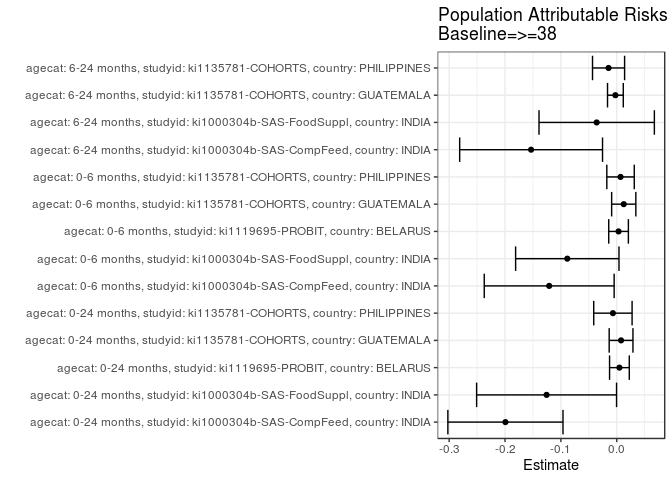 Population Attributable Risks
Baseline=>=38
agecat: 6-24 months, studyid: ki1135781-COHORTS, country: PHILIPPINES
agecat: 6-24 months, studyid: ki1135781-COHORTS, country: GUATEMALA
agecat: 6-24 months, studyid: ki1000304b-SAS-FoodSuppl, country: INDIA
agecat: 6-24 months, studyid: ki1000304b-SAS-CompFeed, country: INDIA
agecat: 0-6 months, studyid: ki1135781-COHORTS, country: PHILIPPINES
agecat: 0-6 months, studyid: ki1135781-COHORTS, country: GUATEMALA
agecat: 0-6 months, studyid: ki1119695-PROBIT, country: BELARUS
agecat: 0-6 months, studyid: ki1000304b-SAS-FoodSuppl, country: INDIA
agecat: 0-6 months, studyid: ki1000304b-SAS-CompFeed, country: INDIA
agecat: 0-24 months, studyid: ki1135781-COHORTS, country: PHILIPPINES
agecat: 0-24 months, studyid: ki1135781-COHORTS, country: GUATEMALA
agecat: 0-24 months, studyid: ki1119695-PROBIT, country: BELARUS
agecat: 0-24 months, studyid: ki1000304b-SAS-FoodSuppl, country: INDIA
agecat: 0-24 months, studyid: ki1000304b-SAS-CompFeed, country: INDIA
-0.3 -0.2 -0.1 0.0
Estimate